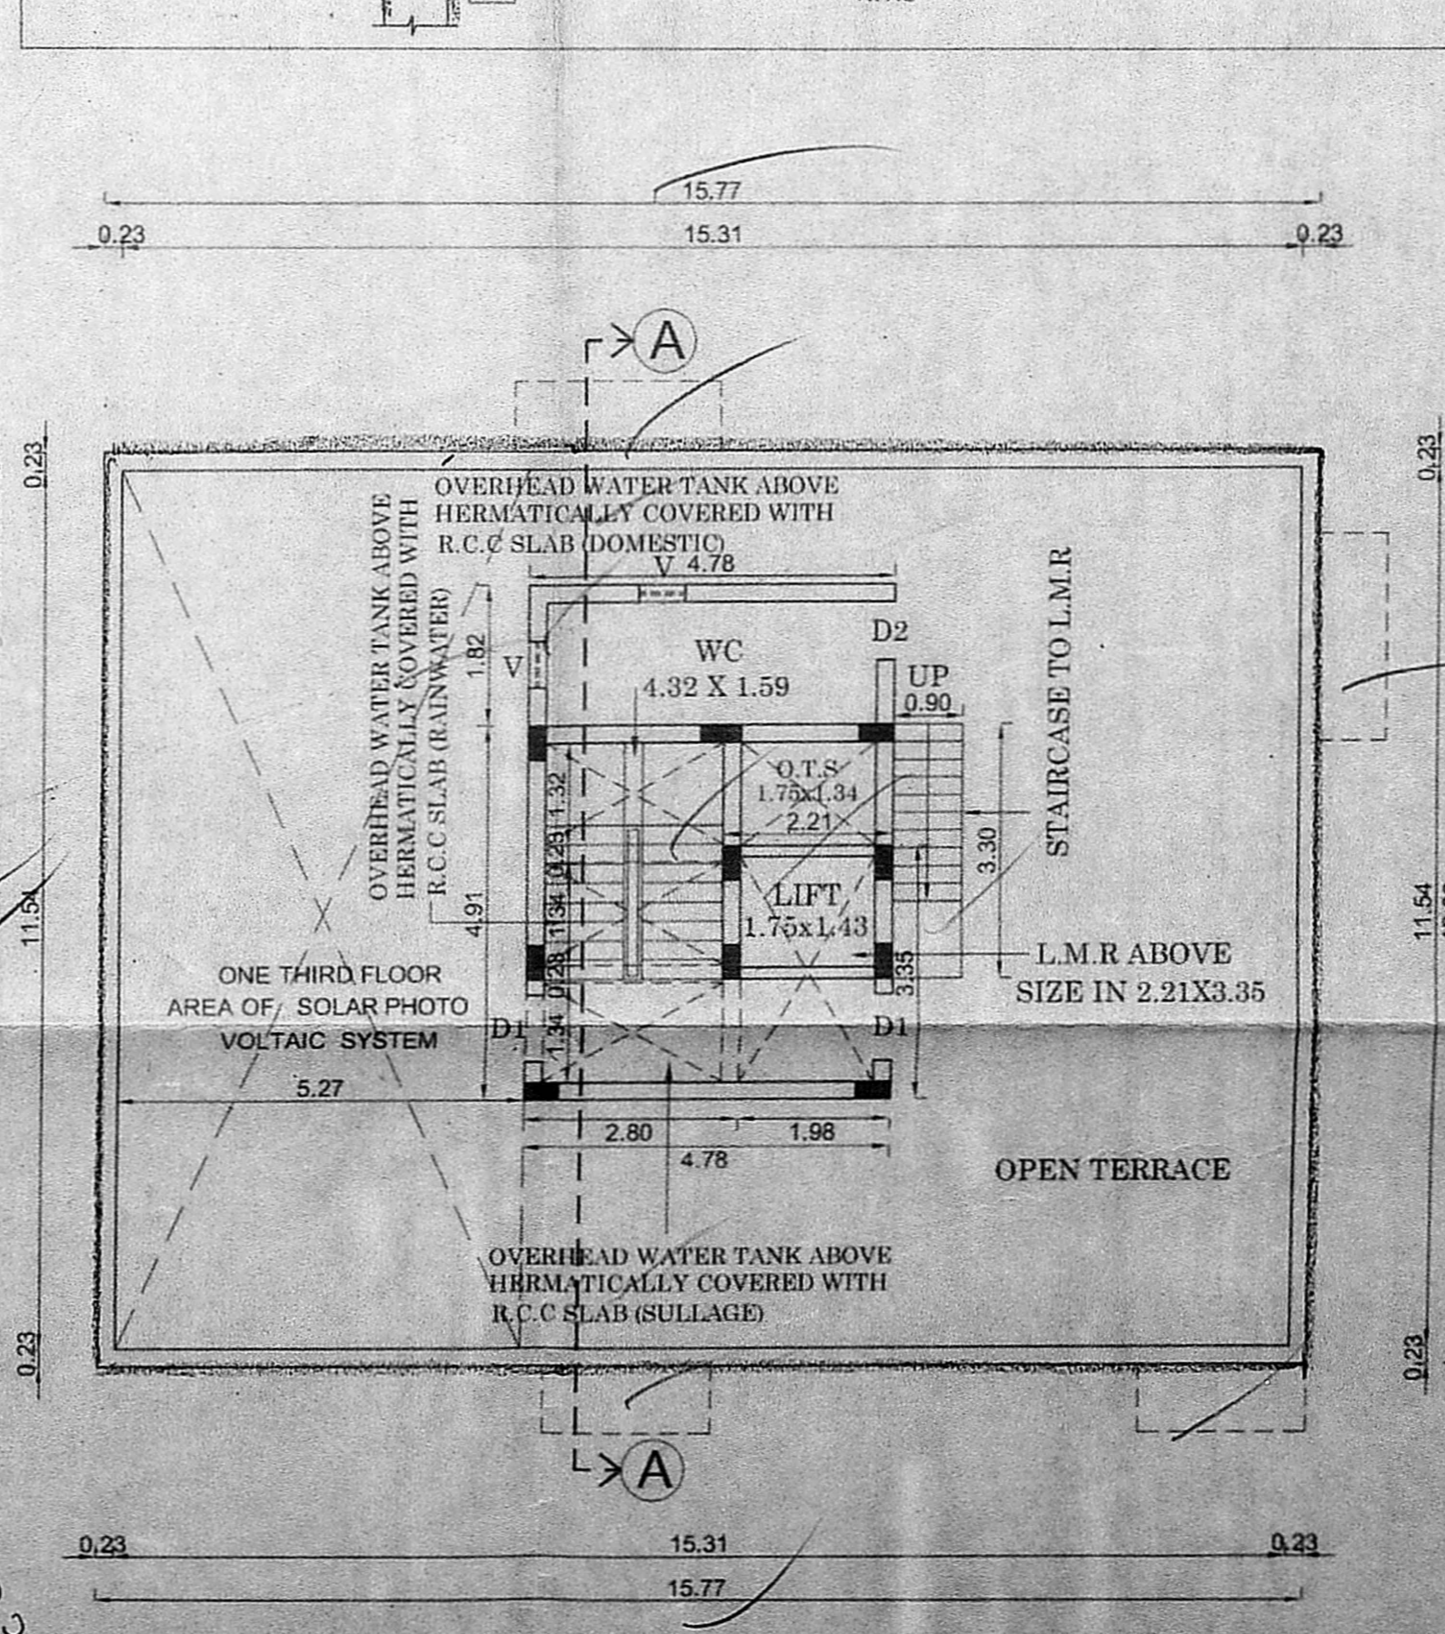 15.77
0.23
15.31
0.23
A
0.23
0.23
OVERHEAD WATER TANK ABOVE
HERMATICALLY COVERED WITH
R.C.C SLAB (DOMESTIC)
OVERHEAD WATER TANK ABOVE
HERMATICALLY COVERED WITH
R.C.C SLAB (RAINWATER)
V 4.78
1.82
V
WC
4.32 X 1.59
D2
UP
0.90
STAIRCASE TO L.M.R
O.T.S
1.75x1.34
2.21
1.32
0.23
1.34
0.23
1.34
3.30
4.91
LIFT
1.75x1.43
3.35
11.54
11.54
L.M.R ABOVE
SIZE IN 2.21X3.35
ONE THIRD FLOOR
AREA OF SOLAR PHOTO
VOLTAIC SYSTEM
D1
D1
5.27
2.80
1.98
4.78
OPEN TERRACE
OVERHEAD WATER TANK ABOVE
HERMATICALLY COVERED WITH
R.C.C SLAB (SULLAGE)
0.23
0.23
A
0.23
15.31
0.23
15.77